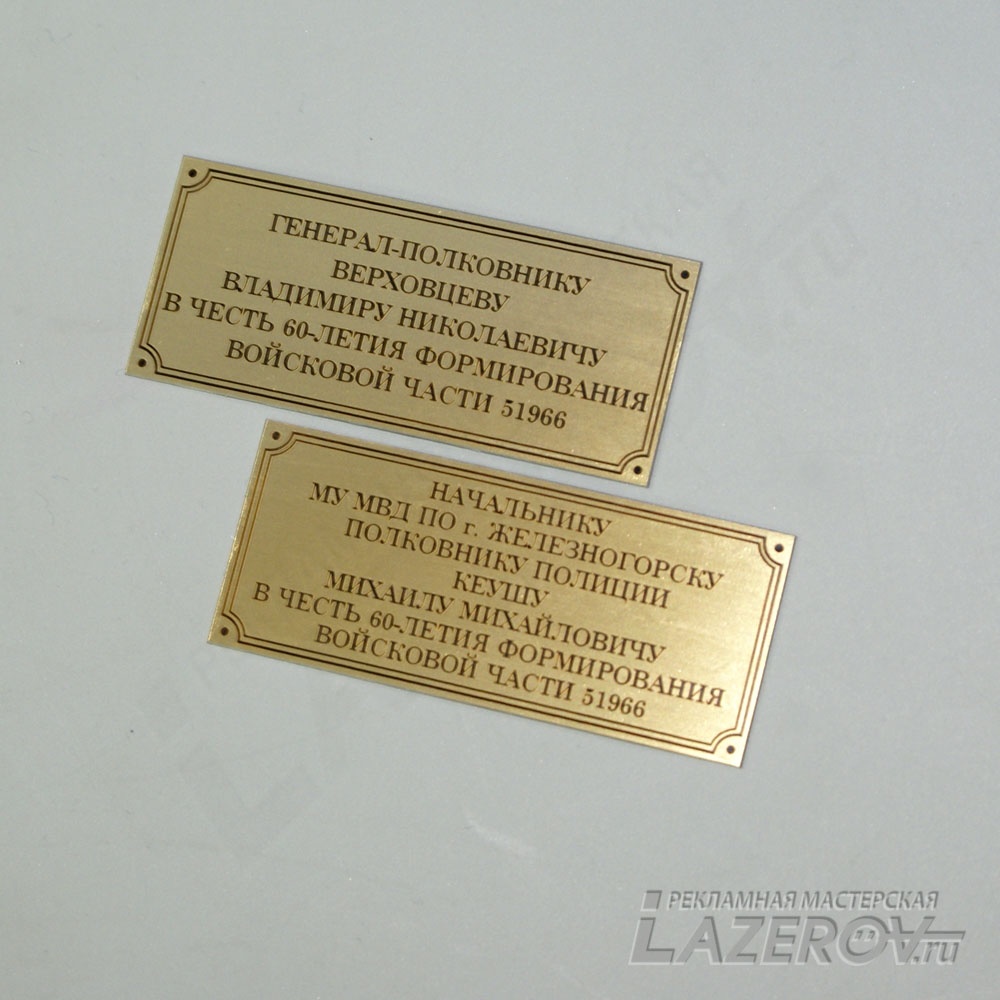 ГЕНЕРАЛ-ПОЛКОВНИКУ
ВЕРХОВЦЕВУ
ВЛАДИМИРУ НИКОЛАЕВИЧУ
В ЧЕСТЬ 60-ЛЕТИЯ ФОРМИРОВАНИЯ
ВОЙСКОВОЙ ЧАСТИ 51966
НАЧАЛЬНИКУ
МУ МВД ПО г. ЖЕЛЕЗНОГОРСКУ
ПОЛКОВНИКУ ПОЛИЦИИ
КЕУШУ
МИХАИЛУ МИХАЙЛОВИЧУ
В ЧЕСТЬ 60-ЛЕТИЯ ФОРМИРОВАНИЯ
ВОЙСКОВОЙ ЧАСТИ 51966
РЕКЛАМНАЯ МАСТЕРСКАЯ
LAZEROV.ru